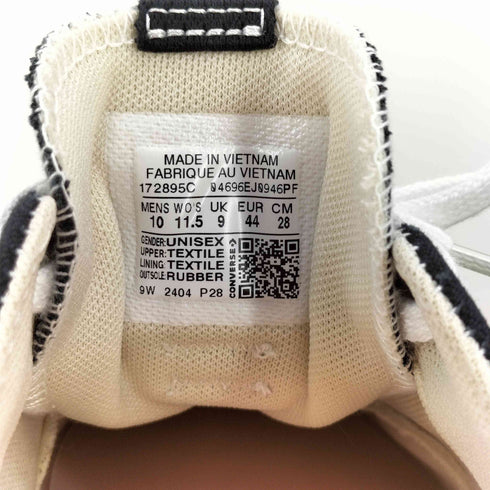 MADE IN VIETNAM
FABRIQUE AU VIETNAM
172895C 04696EJ0946PF
MENS WO'S UK EUR CM
10 11.5 9 44 28
GENDER: UNISEX
UPPER: TEXTILE
LINING: TEXTILE
OUTSOLE: RUBBER
CONVERSE
9W 2404 P28